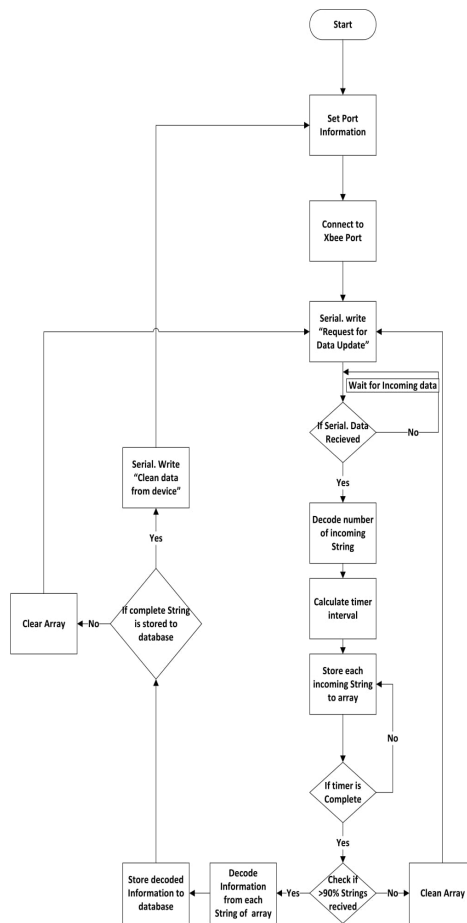 Start
Set Port
Information
Connect to
Xbee Port
Serial. write
“Request for
Data Update”
Wait for Incoming data
If Serial. Data
Recieved
No
Yes
Decode number
of incoming
String
Calculate timer
interval
Store each
incoming String
to array
No
If timer is
Complete
Yes
Check if
>90% Strings
recived
No
Clean Array
Yes
Decode
Information
from each
String of array
Store decoded
Information to
database
If complete String
is stored to
database
No
Clear Array
Yes
Serial. Write
“Clean data
from device”